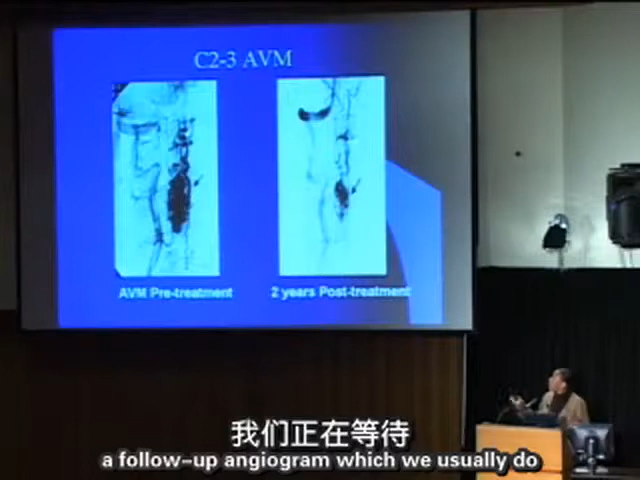 C2-3 AVM
AVM Pre-treatment
2 years Post-treatment
我们正在等待
a follow-up angiogram which we usually do